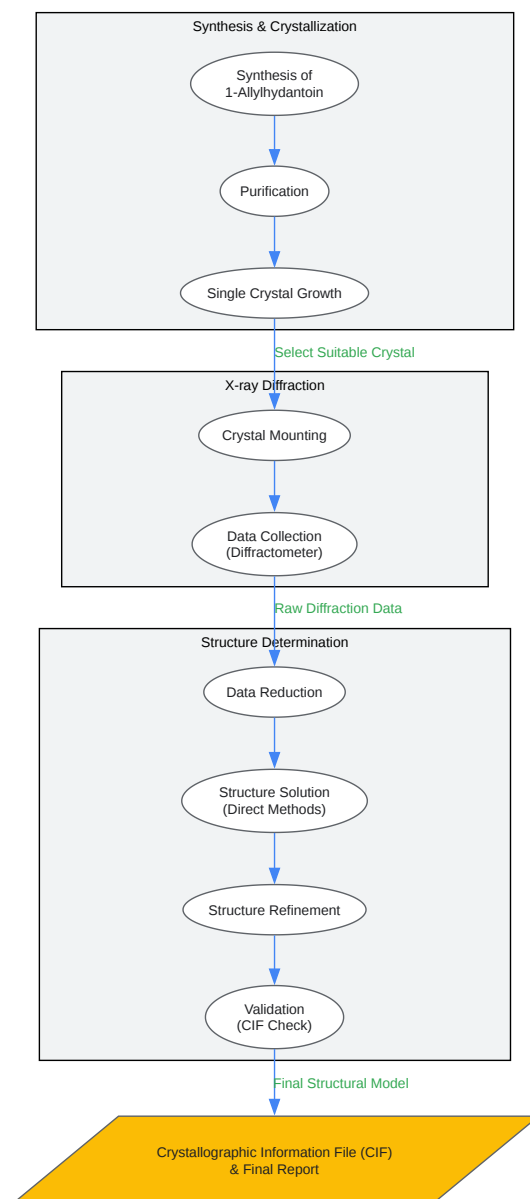 Synthesis & Crystallization
Synthesis of
1-Allylhydantoin
Purification
Single Crystal Growth
Select Suitable Crystal
X-ray Diffraction
Crystal Mounting
Data Collection
(Diffractometer)
Raw Diffraction Data
Structure Determination
Data Reduction
Structure Solution
(Direct Methods)
Structure Refinement
Validation
(CIF Check)
Final Structural Model
Crystallographic Information File (CIF)
& Final Report